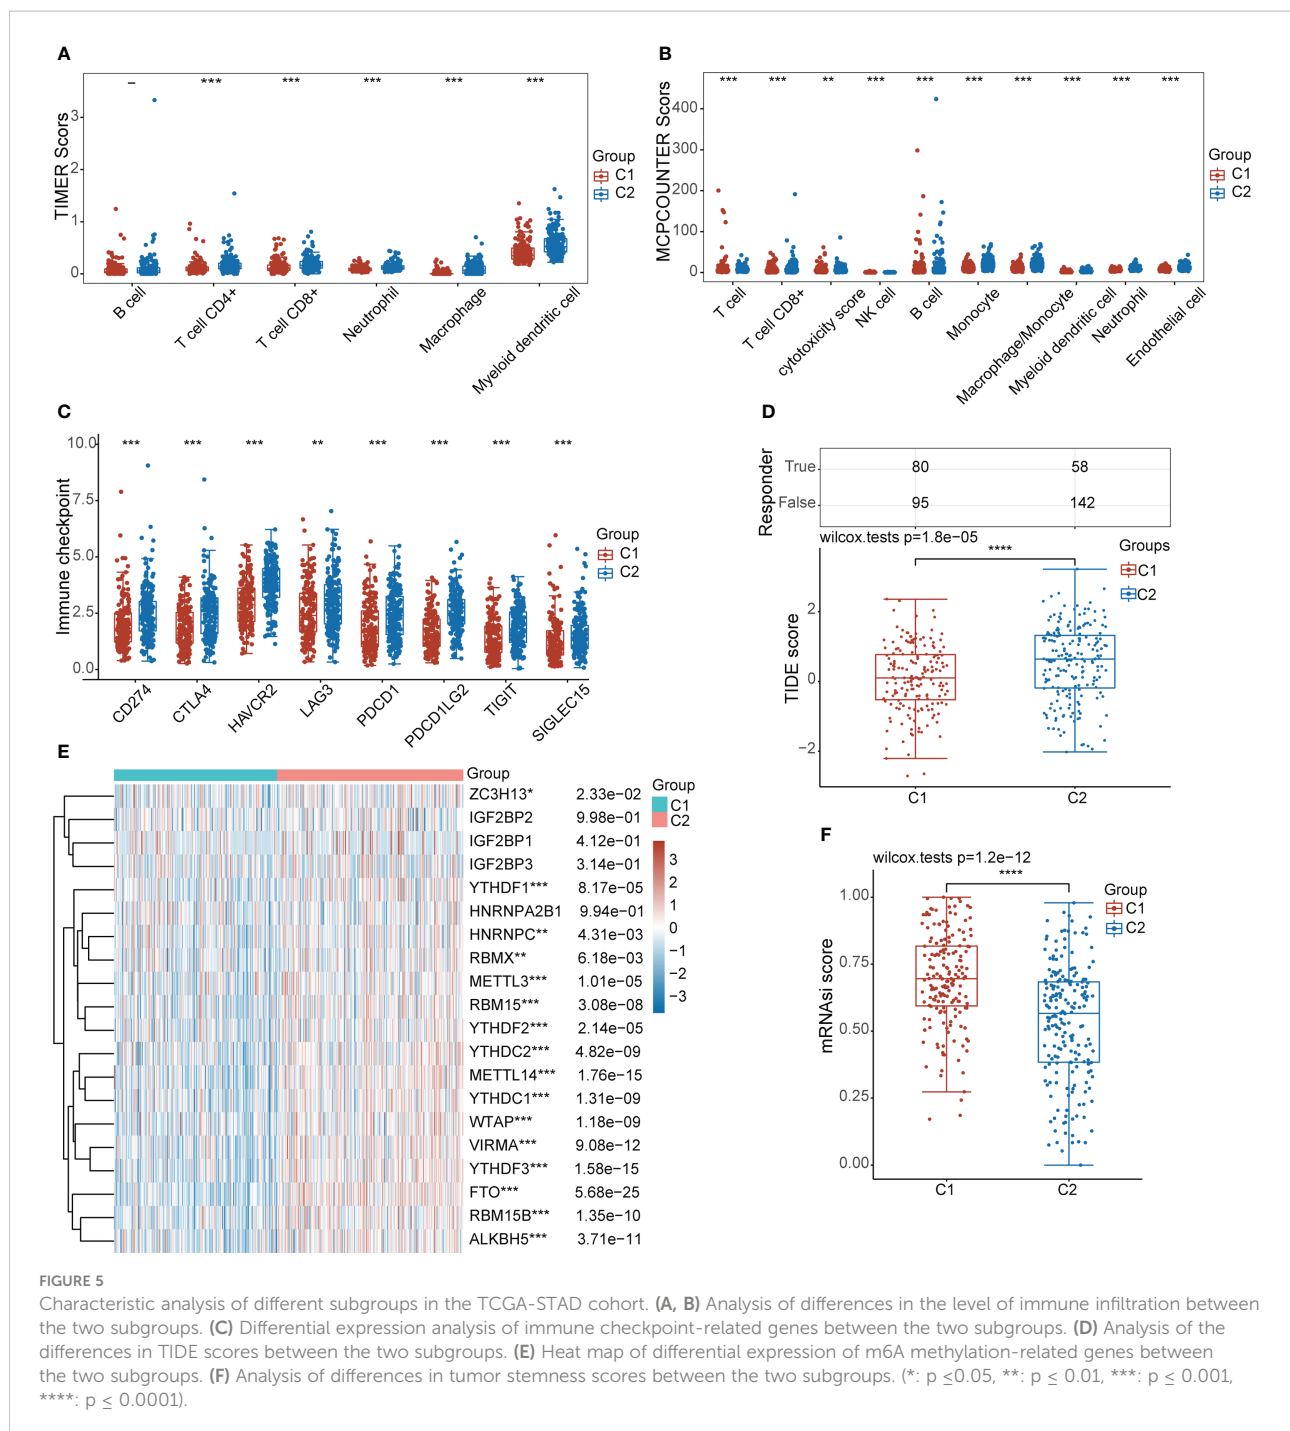 A
TIMER Scors
3
2
1
0
– *** *** *** *** ***
B cell
T cell CD4+
T cell CD8+
Neutrophil
Macrophage
Myeloid dendritic cell
Group
C1
C2
B
MCPCOUNTER Scors
400
300
200
100
0
*** *** ** *** *** *** *** *** *** ***
T cell
T cell CD8+
cytotoxicity score
NK cell
B cell
Monocyte
Macrophage/Monocyte
Myeloid dendritic cell
Neutrophil
Endothelial cell
Group
C1
C2
C
Immune checkpoint
10.0
7.5
5.0
2.5
0.0
*** *** *** ** *** *** *** ***
CD274
CTLA4
HAVCR2
LAG3
PDCD1
PDCD1LG2
TIGIT
SIGLEC15
Group
C1
C2
D
Responder
True 80 58
False 95 142
wilcox.tests p=1.8e−05
****
TIDE score
2
0
−2
C1 C2
Groups
C1
C2
E
Group
ZC3H13* 2.33e−02
IGF2BP2 9.98e−01
IGF2BP1 4.12e−01
IGF2BP3 3.14e−01
YTHDF1*** 8.17e−05
HNRNPA2B1 9.94e−01
HNRNPC** 4.31e−03
RBMX** 6.18e−03
METTL3*** 1.01e−05
RBM15*** 3.08e−08
YTHDF2*** 2.14e−05
YTHDC2*** 4.82e−09
METTL14*** 1.76e−15
YTHDC1*** 1.31e−09
WTAP*** 1.18e−09
VIRMA*** 9.08e−12
YTHDF3*** 1.58e−15
FTO*** 5.68e−25
RBM15B*** 1.35e−10
ALKBH5*** 3.71e−11
Group
C1
C2
3
2
1
0
−1
−2
−3
F
wilcox.tests p=1.2e−12
****
mRNAsi score
1.00
0.75
0.50
0.25
0.00
C1 C2
Group
C1
C2
FIGURE 5
Characteristic analysis of different subgroups in the TCGA-STAD cohort. (A, B) Analysis of differences in the level of immune infiltration between
the two subgroups. (C) Differential expression analysis of immune checkpoint-related genes between the two subgroups. (D) Analysis of the
differences in TIDE scores between the two subgroups. (E) Heat map of differential expression of m6A methylation-related genes between
the two subgroups. (F) Analysis of differences in tumor stemness scores between the two subgroups. (*: p ≤0.05, **: p ≤ 0.01, ***: p ≤ 0.001,
****: p ≤ 0.0001).